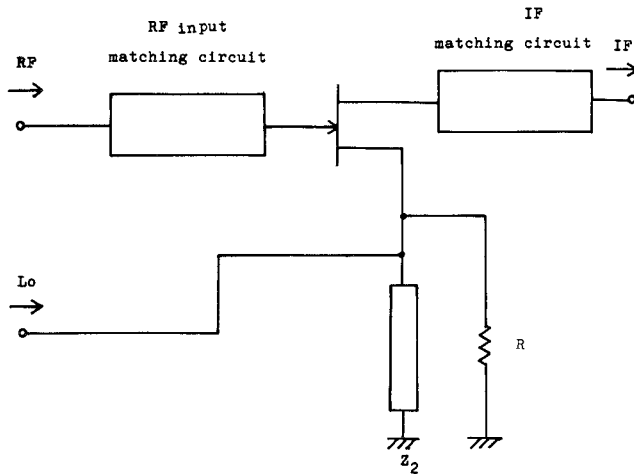 RF input
matching circuit
IF
matching circuit
RF
IF
Lo
R
Z2